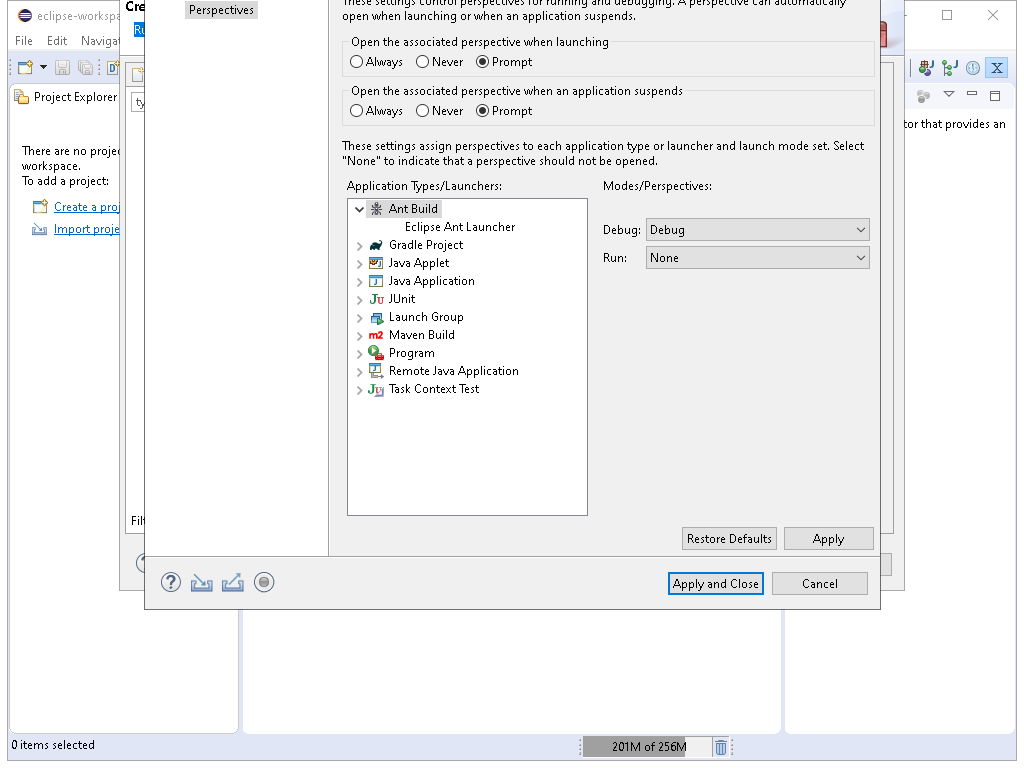 eclipse-workspa
Cre
File Edit Navigat
Project Explorer
There are no projec
workspace.
To add a project:
Create a proj
Import proje
Ru
ty
Filt
Perspectives
These settings control perspectives for running and debugging. A perspective can automatically
open when launching or when an application suspends.
Open the associated perspective when launching
Always Never Prompt
Open the associated perspective when an application suspends
Always Never Prompt
These settings assign perspectives to each application type or launcher and launch mode set. Select
"None" to indicate that a perspective should not be opened.
Application Types/Launchers:
Ant Build
Eclipse Ant Launcher
Gradle Project
Java Applet
Java Application
JUnit
Launch Group
Maven Build
Program
Remote Java Application
Task Context Test
Modes/Perspectives:
Debug: Debug
Run: None
Restore Defaults Apply
Apply and Close Cancel
tor that provides an
0 items selected
201M of 256M